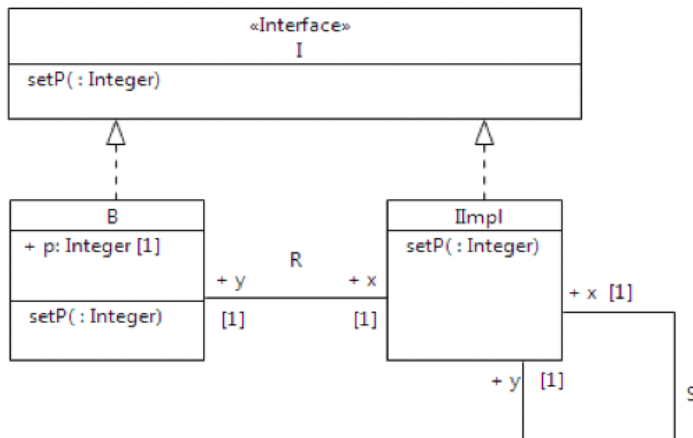 «Interface»
I
setP( : Integer)
B
+ p: Integer [1]
setP( : Integer)
R
+ y
+ x
[1]
[1]
IImpl
setP( : Integer)
+ x [1]
+ y [1]